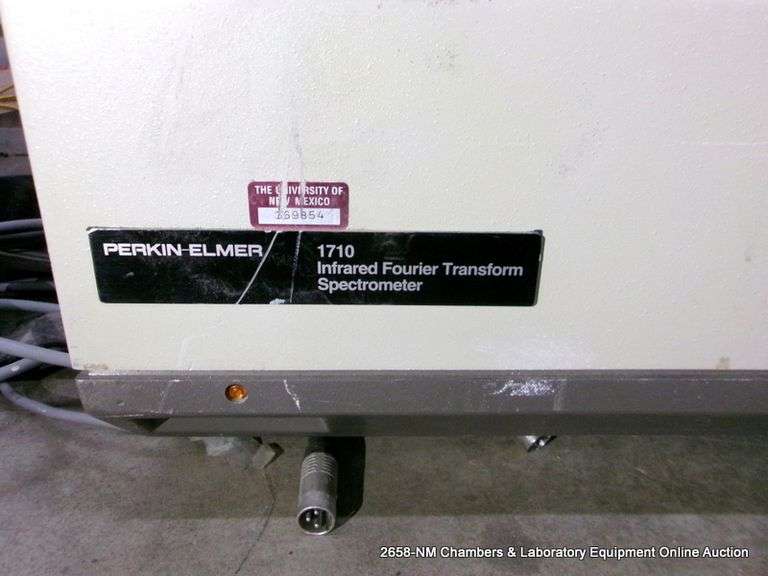 THE UNIVERSITY OF
NEW MEXICO
PERKIN-ELMER
1710
Infrared Fourier Transform
Spectrometer
2658-NM Chambers & Laboratory Equipment Online Auction